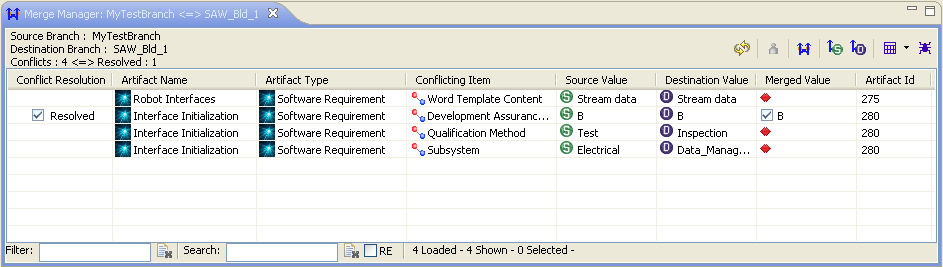 Merge Manager: MyTestBranch <=> SAW_Bld_1
Source Branch : MyTestBranch
Destination Branch : SAW_Bld_1
Conflicts : 4 <=> Resolved : 1
Conflict Resolution Artifact Name Artifact Type Conflicting Item Source Value Destination Value Merged Value Artifact Id
Robot Interfaces Software Requirement Word Template Content S Stream data D Stream data 275
Resolved Interface Initialization Software Requirement Development Assuranc... S B D B B 280
Interface Initialization Software Requirement Qualification Method S Test D Inspection 280
Interface Initialization Software Requirement Subsystem S Electrical D Data_Manag... 280
Filter: Search: RE 4 Loaded - 4 Shown - 0 Selected -